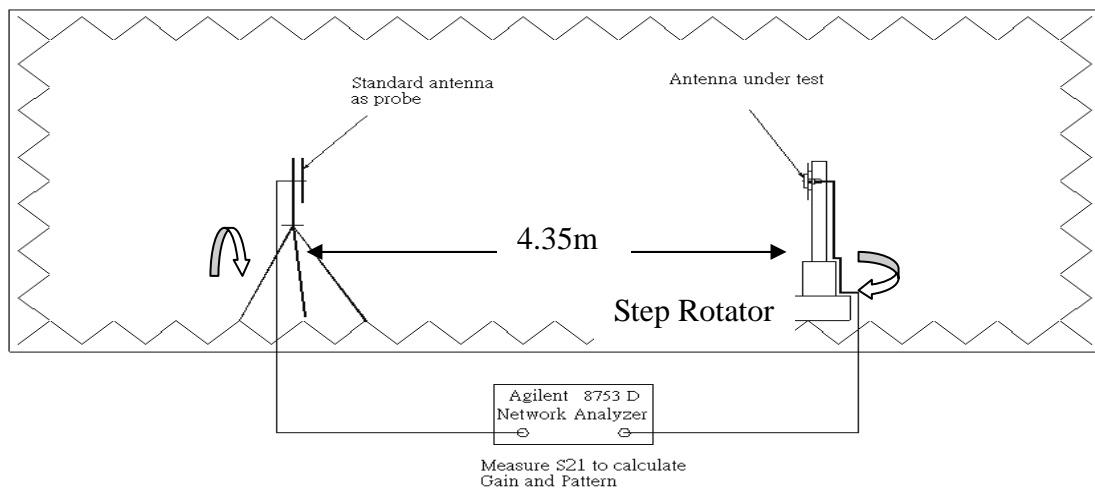 Standard antenna
as probe
Antenna under test
4.35m
Step Rotator
Agilent 8753 D
Network Analyzer
Measure S21 to calculate
Gain and Pattern